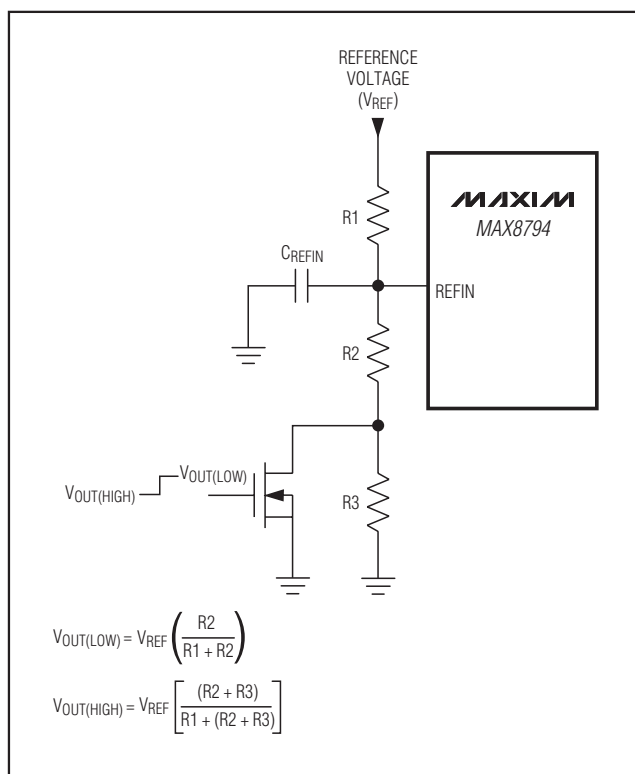 REFERENCE
VOLTAGE
(VREF)
R1
MAXIM
MAX8794
CREFIN
REFIN
R2
VOUT(LOW)
VOUT(HIGH)
R3
VOUT(LOW) = VREF (R2 / R1 + R2)
VOUT(HIGH) = VREF [(R2 + R3) / R1 + (R2 + R3)]